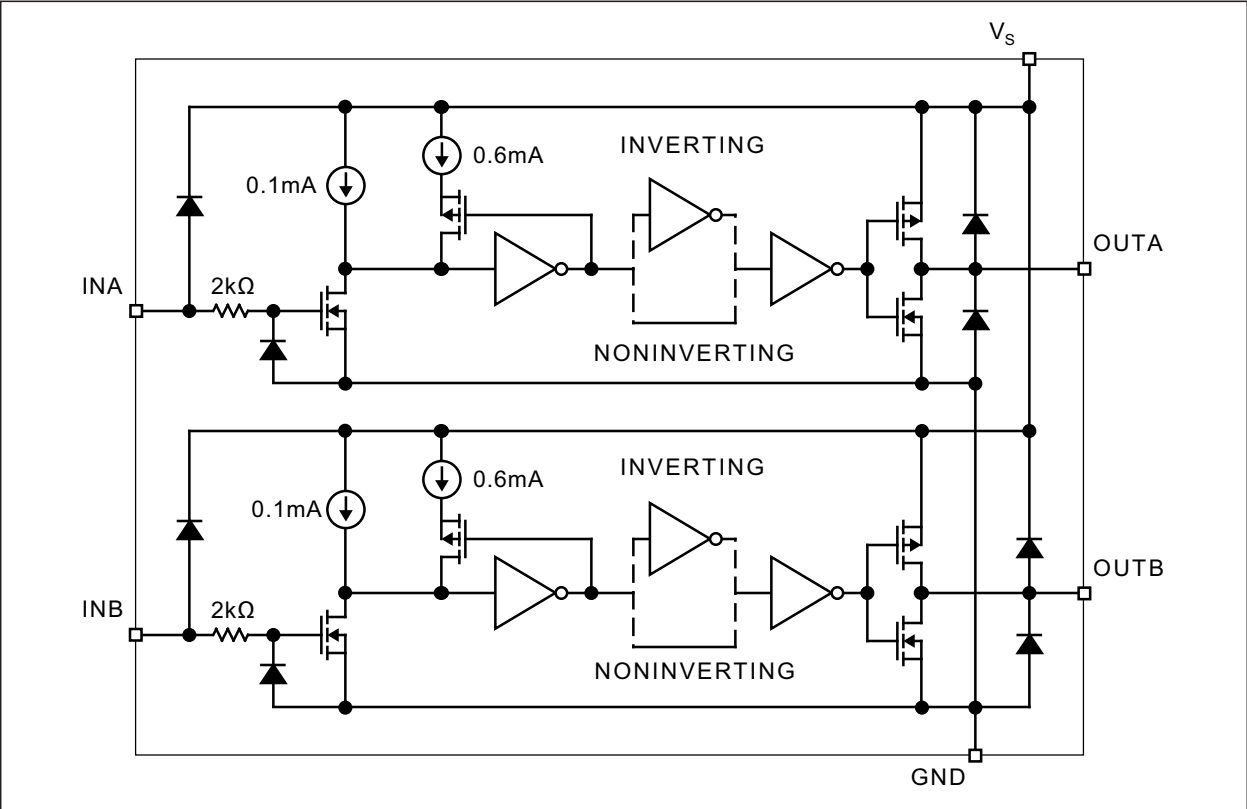 V_S
INVERTING
0.6mA
0.1mA
OUTA
INA
2kΩ
NONINVERTING
INVERTING
0.6mA
0.1mA
OUTB
INB
2kΩ
NONINVERTING
GND